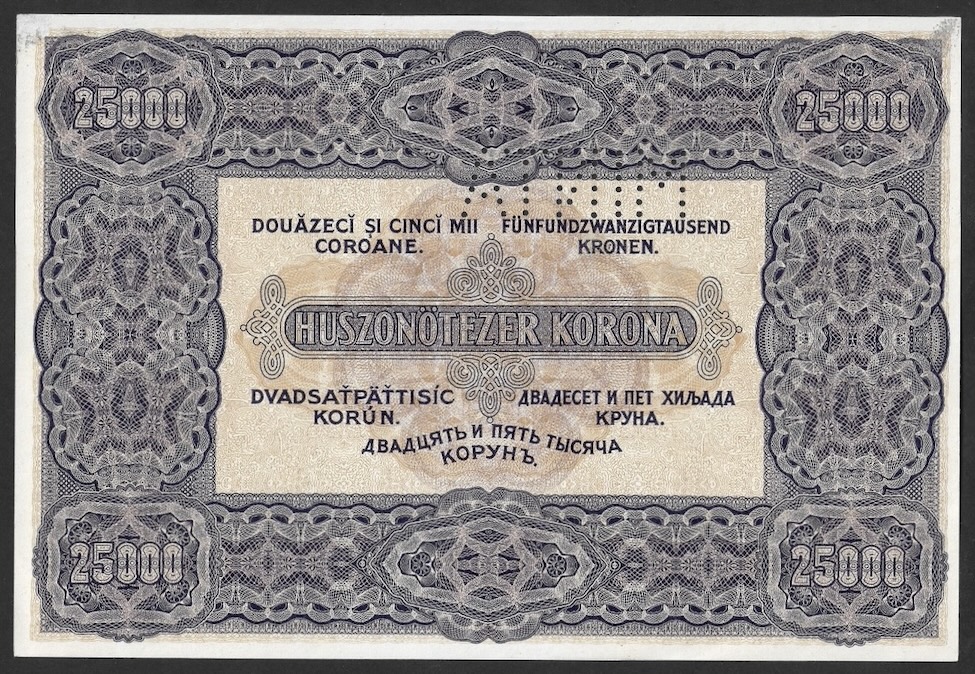 25000
25000
DOUĂZECĬ ȘI CINCĬ MII
COROANE.
FÜNFUNDZWANZIGTAUSEND
KRONEN.
HUSZONÖTEZER KORONA
DVADSAŤPÄŤTISÍC
KORÚN.
ДВАДЕСЕТ И ПЕТ ХИЉАДА
КРУНА.
ДВАДЦЯТЬ И ПЯТЬ ТЫСЯЧА
КОРУНЪ.
25000
25000